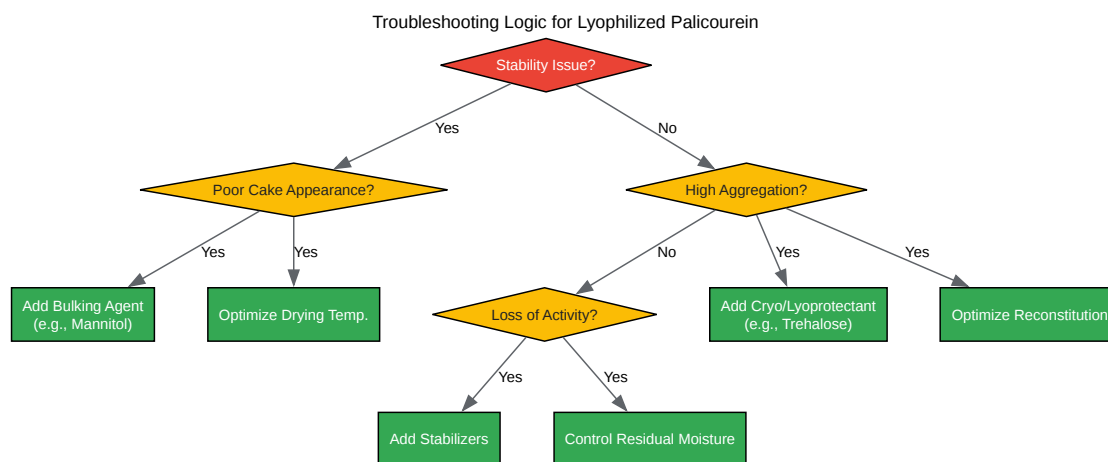 Troubleshooting Logic for Lyophilized Palicourein
Stability Issue?
Yes
No
Poor Cake Appearance?
High Aggregation?
Yes
Yes
No
Yes
Yes
Add Bulking Agent
(e.g., Mannitol)
Optimize Drying Temp.
Loss of Activity?
Add Cryo/Lyoprotectant
(e.g., Trehalose)
Optimize Reconstitution
Yes
Yes
Add Stabilizers
Control Residual Moisture